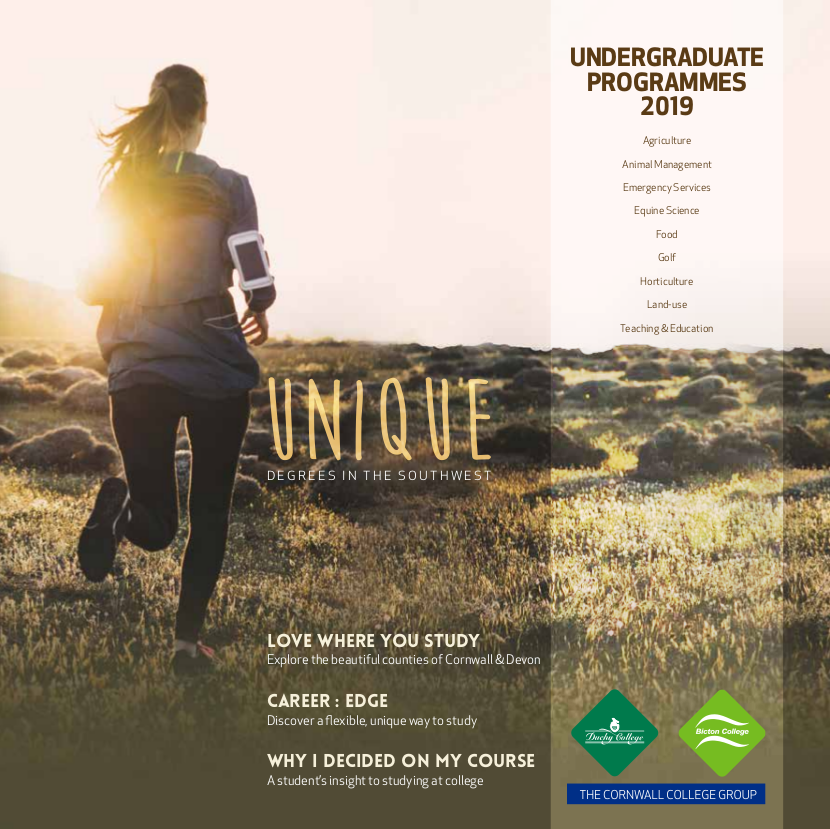 UNDERGRADUATE
PROGRAMMES
2019
Agriculture
Animal Management
Emergency Services
Equine Science
Food
Golf
Horticulture
Land-use
Teaching & Education
UNIQUE
DEGREES IN THE SOUTHWEST
LOVE WHERE YOU STUDY
Explore the beautiful counties of Cornwall & Devon
CAREER : EDGE
Discover a flexible, unique way to study
WHY I DECIDED ON MY COURSE
A student's insight to studying at college
Duchy College
Bicton College
THE CORNWALL COLLEGE GROUP